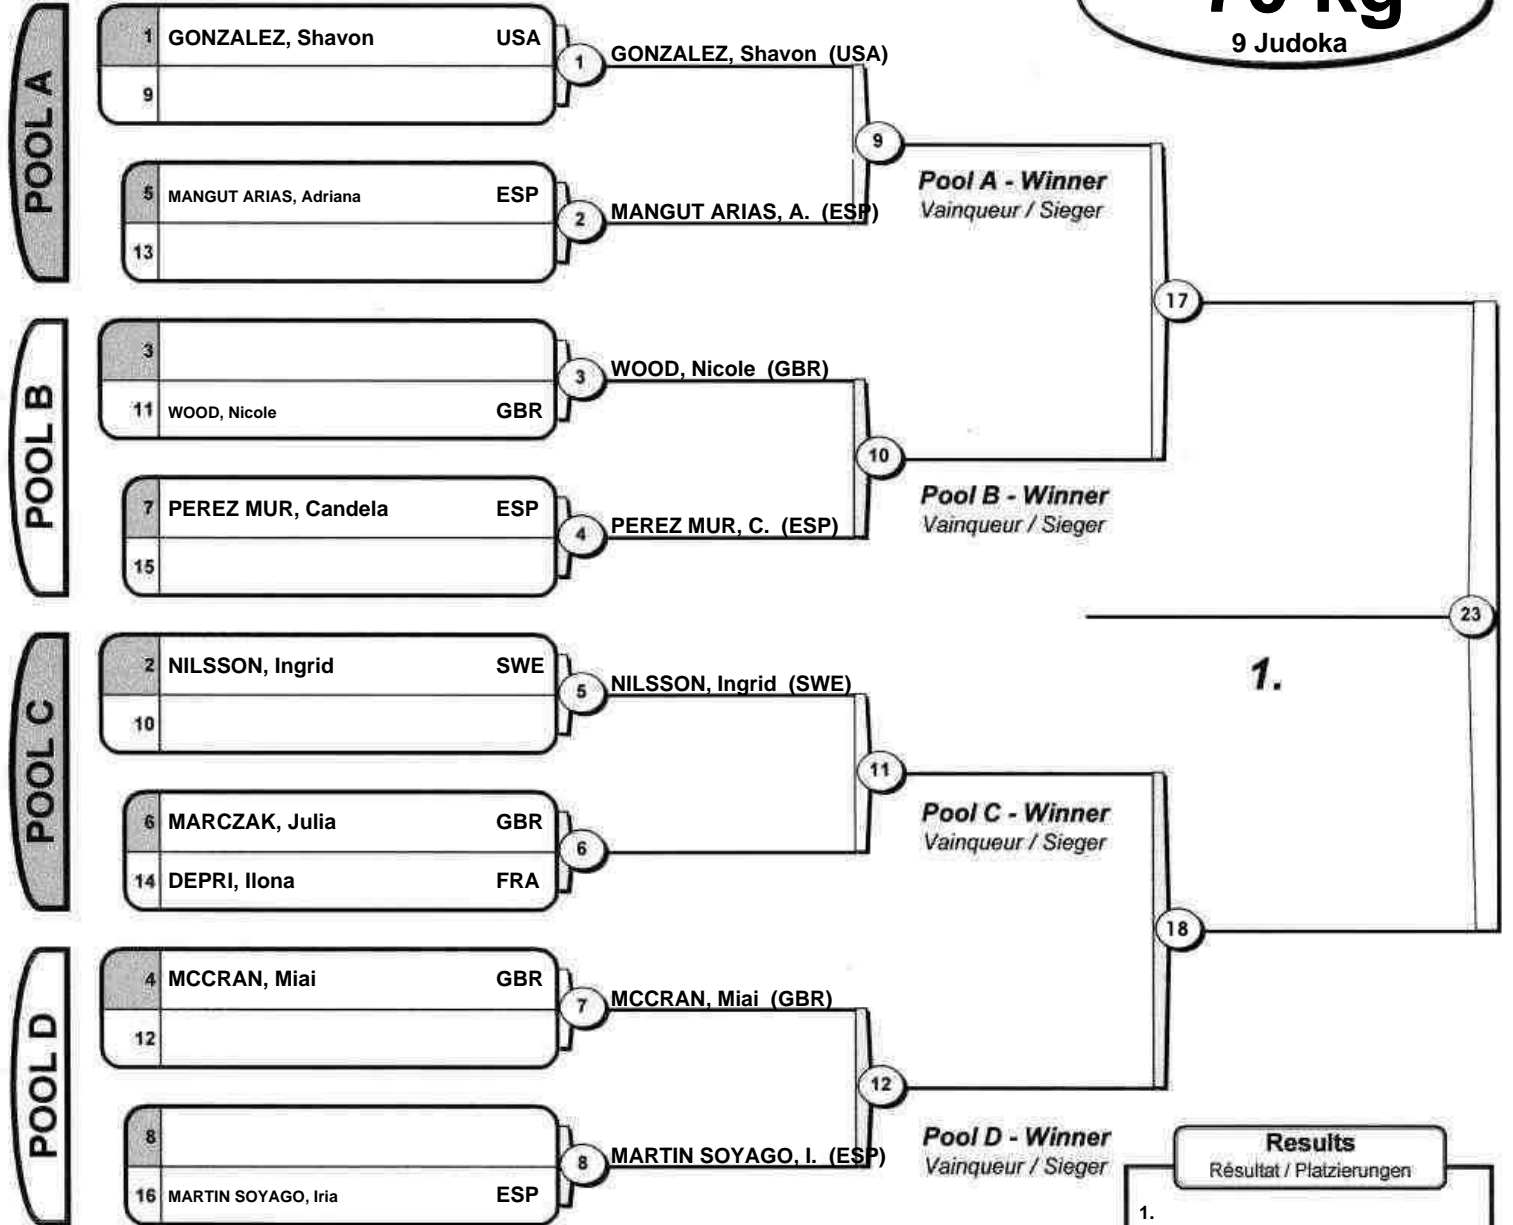 70 kg
9 Judoka
POOL A
1 GONZALEZ, Shavon USA
9
1 GONZALEZ, Shavon (USA)
5 MANGUT ARIAS, Adriana ESP
13
2 MANGUT ARIAS, A. (ESP)
9
Pool A - Winner
Vainqueur / Sieger
POOL B
3
11 WOOD, Nicole GBR
3 WOOD, Nicole (GBR)
7 PEREZ MUR, Candela ESP
15
4 PEREZ MUR, C. (ESP)
10
Pool B - Winner
Vainqueur / Sieger
17
POOL C
2 NILSSON, Ingrid SWE
10
5 NILSSON, Ingrid (SWE)
6 MARCZAK, Julia GBR
14 DEPRI, Ilona FRA
6
11
Pool C - Winner
Vainqueur / Sieger
23
1.
POOL D
4 MCCRAN, Miai GBR
12
7 MCCRAN, Miai (GBR)
8
16 MARTIN SOYAGO, Iria ESP
8 MARTIN SOYAGO, I. (ESP)
12
Pool D - Winner
Vainqueur / Sieger
18
Results
Résultat / Platzierungen
1.